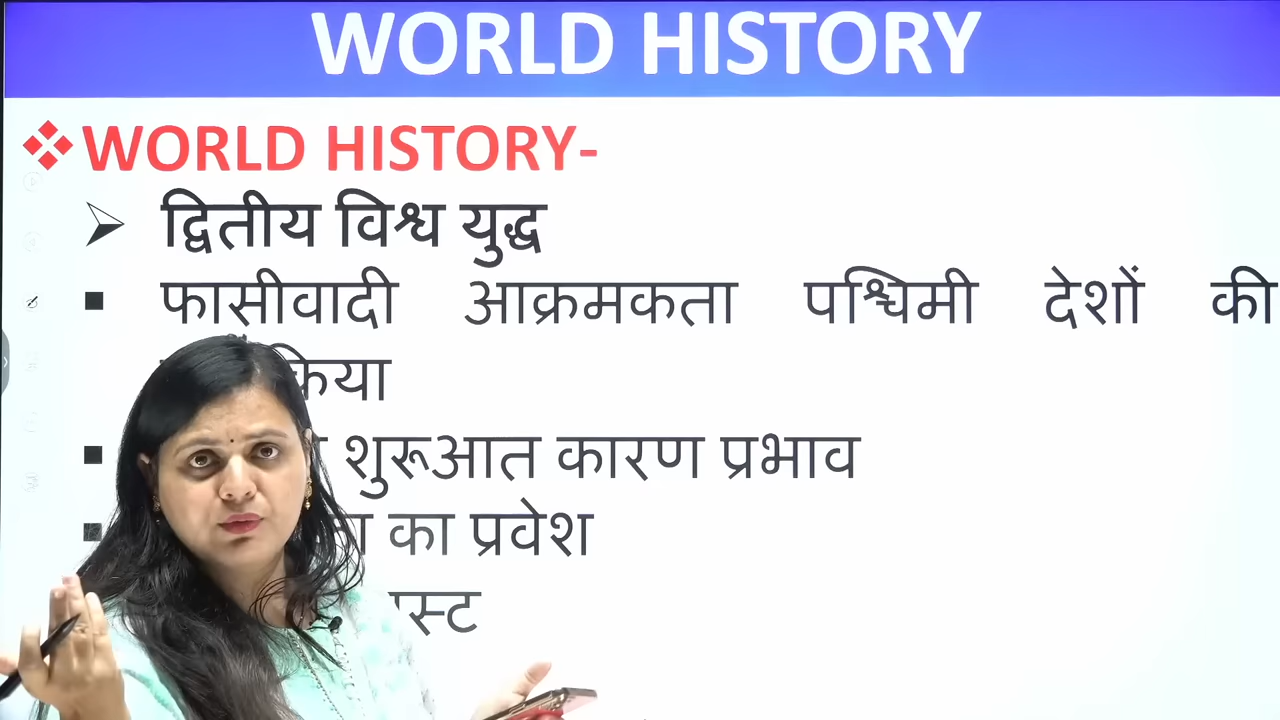 WORLD HISTORY
WORLD HISTORY-
द्वितीय विश्व युद्ध
फासीवादी आक्रमकता पश्चिमी देशों की
शुरूआत कारण प्रभाव
का प्रवेश